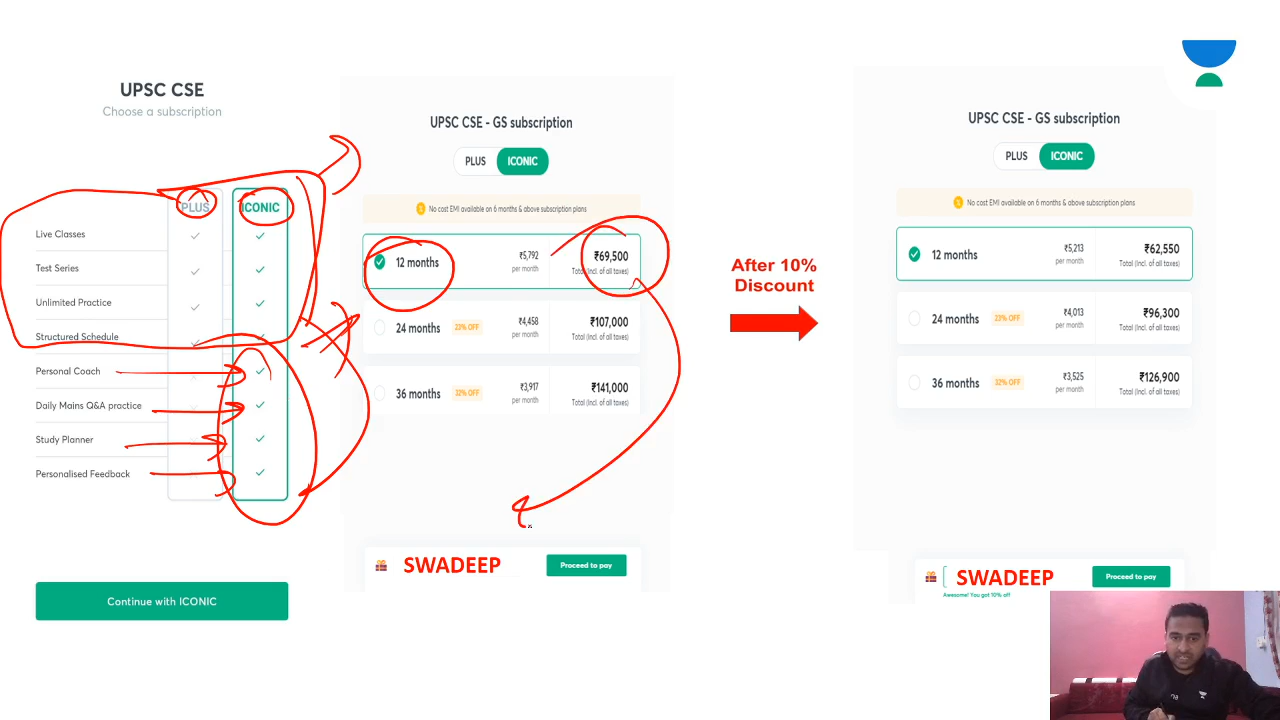 UPSC CSE
Choose a subscription
PLUS
ICONIC
Live Classes
Test Series
Unlimited Practice
Structured Schedule
Personal Coach
Daily Mains Q&A practice
Study Planner
Personalised Feedback
Continue with ICONIC
UPSC CSE - GS subscription
PLUS
ICONIC
No cost EMI available on 6 months & above subscription plans
12 months
₹5,792
per month
₹69,500
Total (Incl. of all taxes)
24 months
23% OFF
₹4,458
per month
₹107,000
Total (Incl. of all taxes)
36 months
32% OFF
₹3,917
per month
₹141,000
Total (Incl. of all taxes)
SWADEEP
Proceed to pay
After 10%
Discount
UPSC CSE - GS subscription
PLUS
ICONIC
No cost EMI available on 6 months & above subscription plans
12 months
₹5,213
per month
₹62,550
Total (Incl. of all taxes)
24 months
23% OFF
₹4,013
per month
₹96,300
Total (Incl. of all taxes)
36 months
32% OFF
₹3,525
per month
₹126,900
Total (Incl. of all taxes)
SWADEEP
Proceed to pay
Awesome! You got 10% off